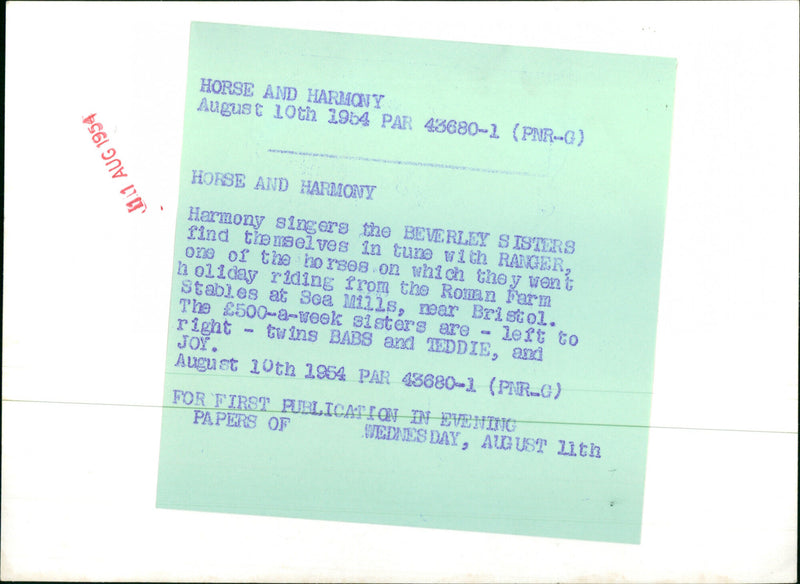 HORSE AND HARMONY
August 10th 1954 PAR 43680-1 (PNR-G)
HORSE AND HARMONY
Harmony singers the BEVERLEY SISTERS
find themselves in tune with RANGER,
one of the horses on which they went
holiday riding from the Roman Farm
Stables at Sea Mills, near Bristol.
The £500-a-week sisters are - left to
right - twins BABS and TEDDIE, and
JOY.
August 10th 1954 PAR 43680-1 (PNR-G)
FOR FIRST PUBLICATION IN EVENING
PAPERS OF WEDNESDAY, AUGUST 11th
11 AUG 1954